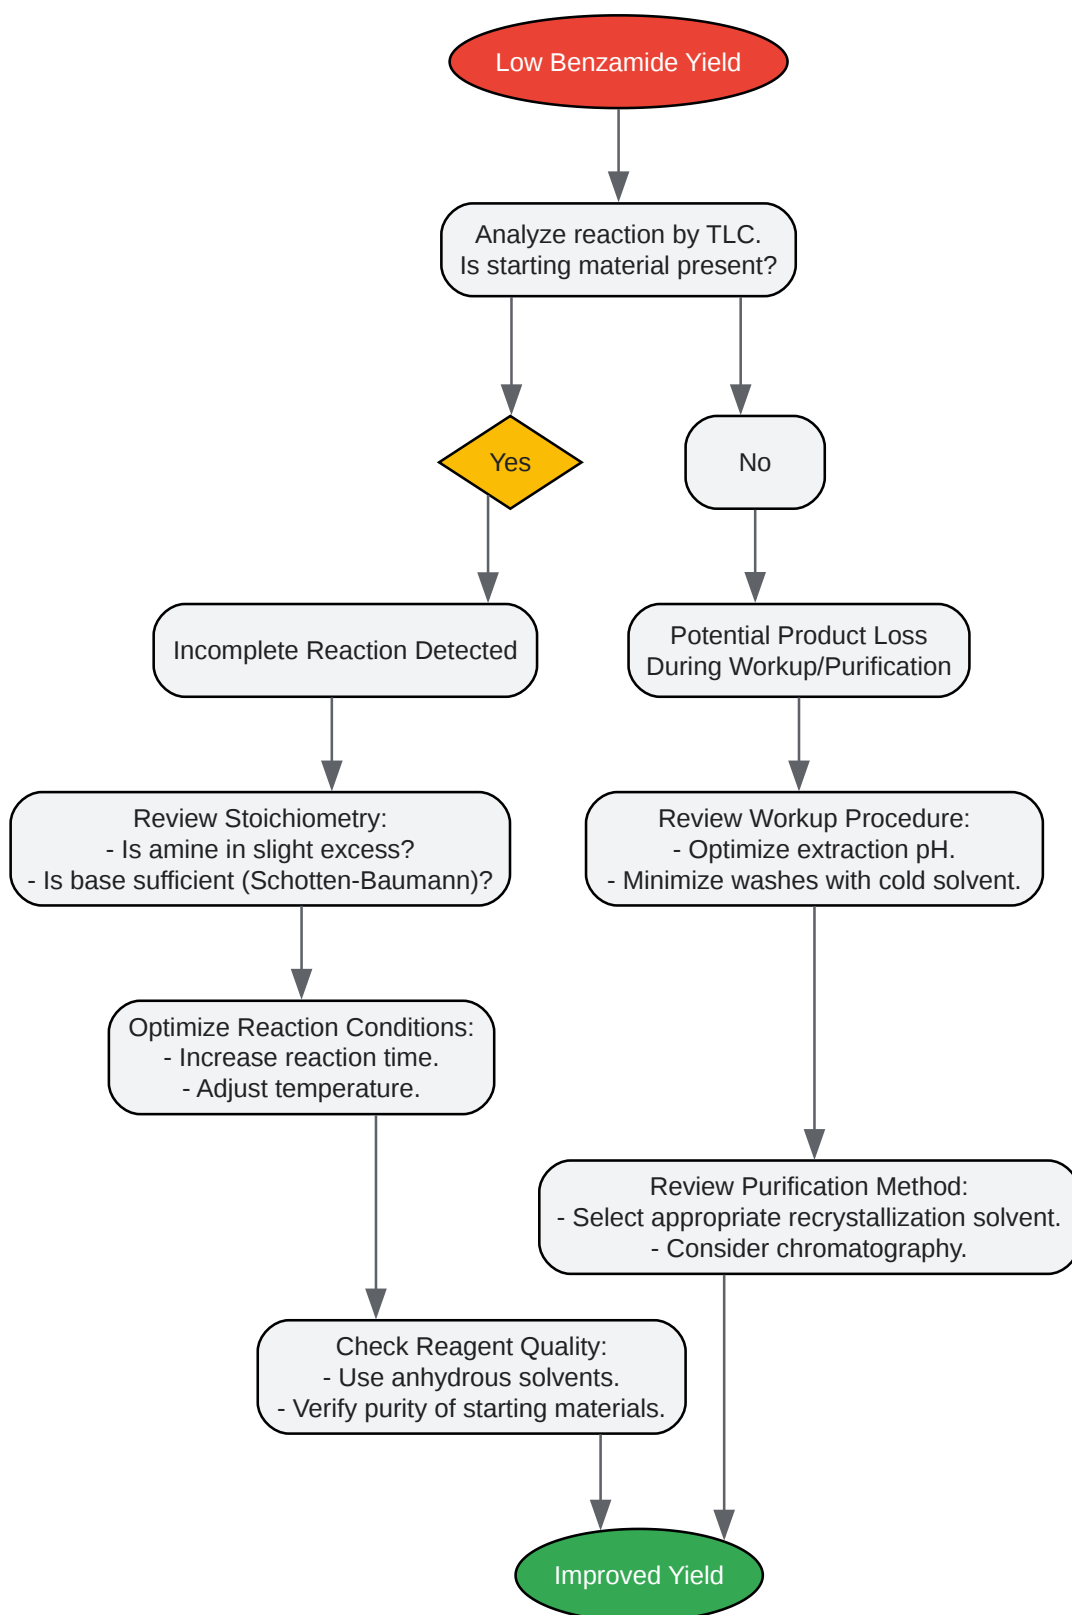 Low Benzamide Yield
Analyze reaction by TLC.
Is starting material present?
Yes
No
Incomplete Reaction Detected
Potential Product Loss
During Workup/Purification
Review Stoichiometry:
- Is amine in slight excess?
- Is base sufficient (Schotten-Baumann)?
Review Workup Procedure:
- Optimize extraction pH.
- Minimize washes with cold solvent.
Optimize Reaction Conditions:
- Increase reaction time.
- Adjust temperature.
Review Purification Method:
- Select appropriate recrystallization solvent.
- Consider chromatography.
Check Reagent Quality:
- Use anhydrous solvents.
- Verify purity of starting materials.
Improved Yield